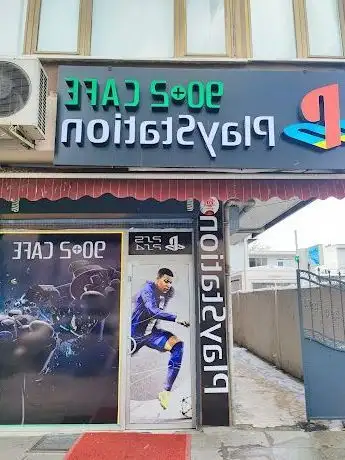 90+2 CAFE
PlayStation
PS5
PS4
90+2 CAFE
PlayStation